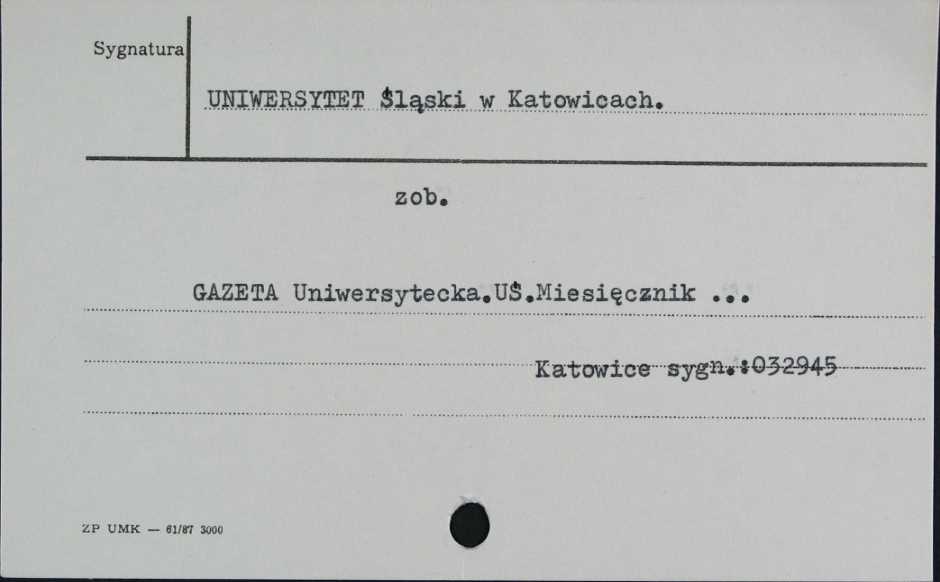 Sygnatura
UNIWERSYTET Śląski w Katowicach.
zob.
GAZETA Uniwersytecka.UŚ.Miesięcznik ...
Katowice sygn.:032945
ZP UMK — 61/87 3000